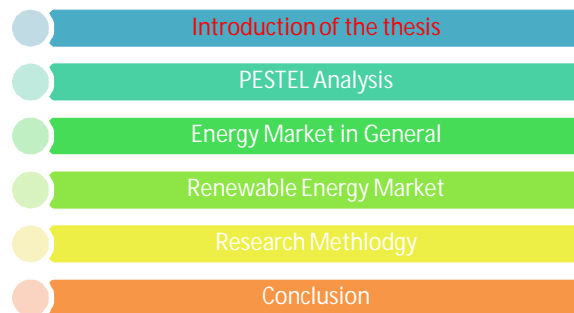 Introduction of the thesis
PESTEL Analysis
Energy Market in General
Renewable Energy Market
Research Methlodgy
Conclusion